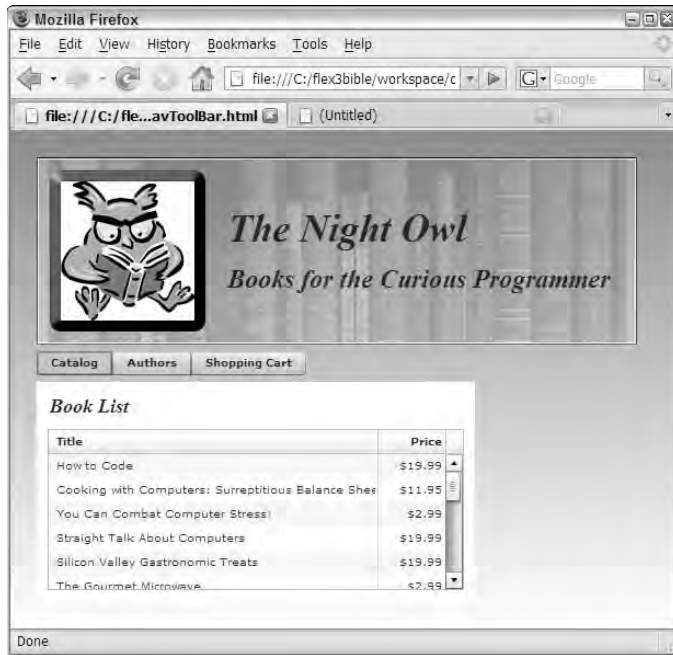 Mozilla Firefox
File Edit View History Bookmarks Tools Help
file:///C:/flex3bible/workspace/c
G Google
file:///C:/fle...avToolBar.html
(Untitled)
The Night Owl
Books for the Curious Programmer
Catalog Authors Shopping Cart
Book List
Title Price
How to Code $19.99
Cooking with Computers: Surreptitious Balance Shee $11.95
You Can Combat Computer Stress! $2.99
Straight Talk About Computers $19.99
Silicon Valley Gastronomic Treats $19.99
The Gourmet Microwave $2.99
Done